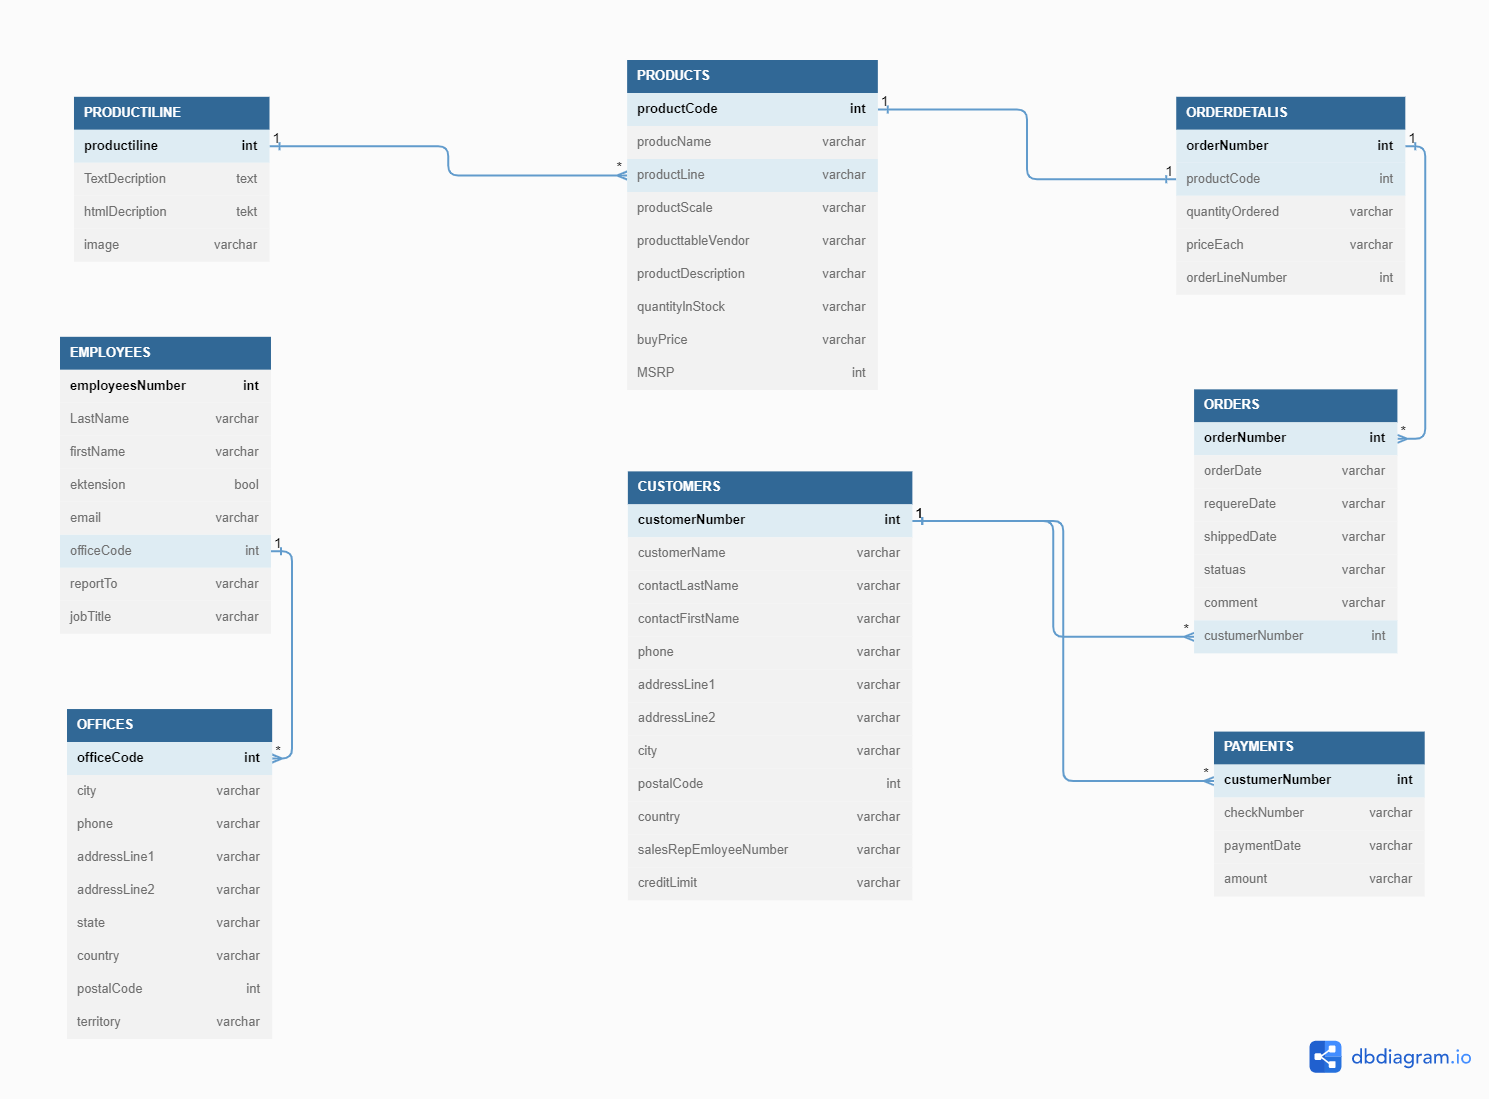 PRODUCTILINE
productiline int
TextDecription text
htmlDecription tekt
image varchar
1
*
PRODUCTS
productCode int
producName varchar
productLine varchar
productScale varchar
producttableVendor varchar
productDescription varchar
quantityInStock varchar
buyPrice varchar
MSRP int
1
1
ORDERDETALIS
orderNumber int
productCode int
quantityOrdered varchar
priceEach varchar
orderLineNumber int
1
*
EMPLOYEES
employeesNumber int
LastName varchar
firstName varchar
ektension bool
email varchar
officeCode int
reportTo varchar
jobTitle varchar
1
*
CUSTOMERS
customerNumber int
customerName varchar
contactLastName varchar
contactFirstName varchar
phone varchar
addressLine1 varchar
addressLine2 varchar
city varchar
postalCode int
country varchar
salesRepEmloyeeNumber varchar
creditLimit varchar
1
*
*
ORDERS
orderNumber int
orderDate varchar
requereDate varchar
shippedDate varchar
statuas varchar
comment varchar
custumerNumber int
OFFICES
officeCode int
city varchar
phone varchar
addressLine1 varchar
addressLine2 varchar
state varchar
country varchar
postalCode int
territory varchar
PAYMENTS
custumerNumber int
checkNumber varchar
paymentDate varchar
amount varchar
dbdiagram.io